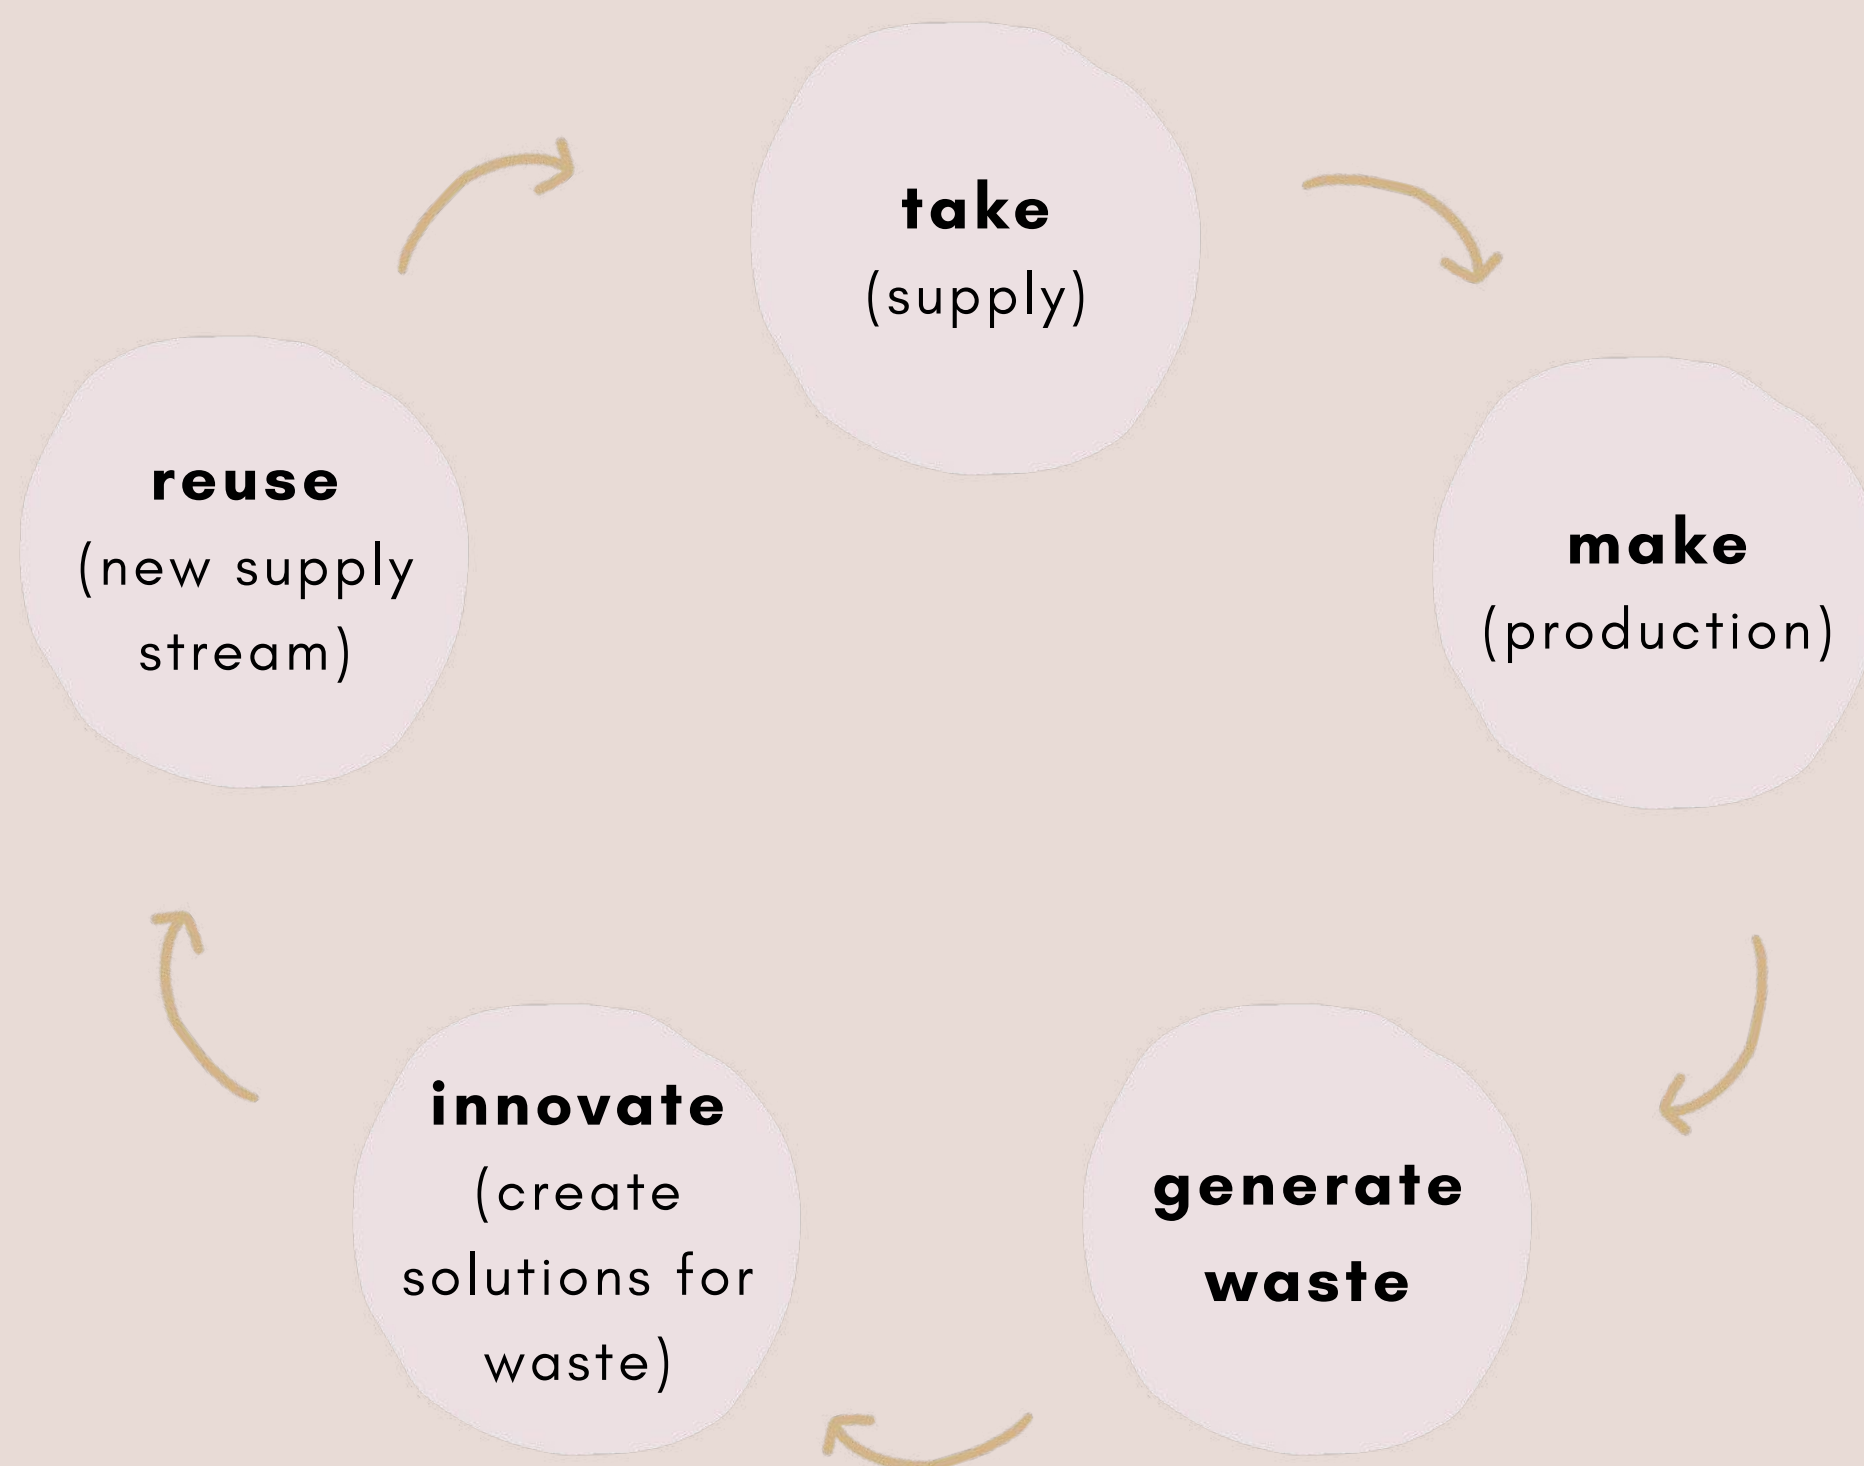 take
(supply)
make
(production)
generate
waste
innovate
(create
solutions for
waste)
reuse
(new supply
stream)